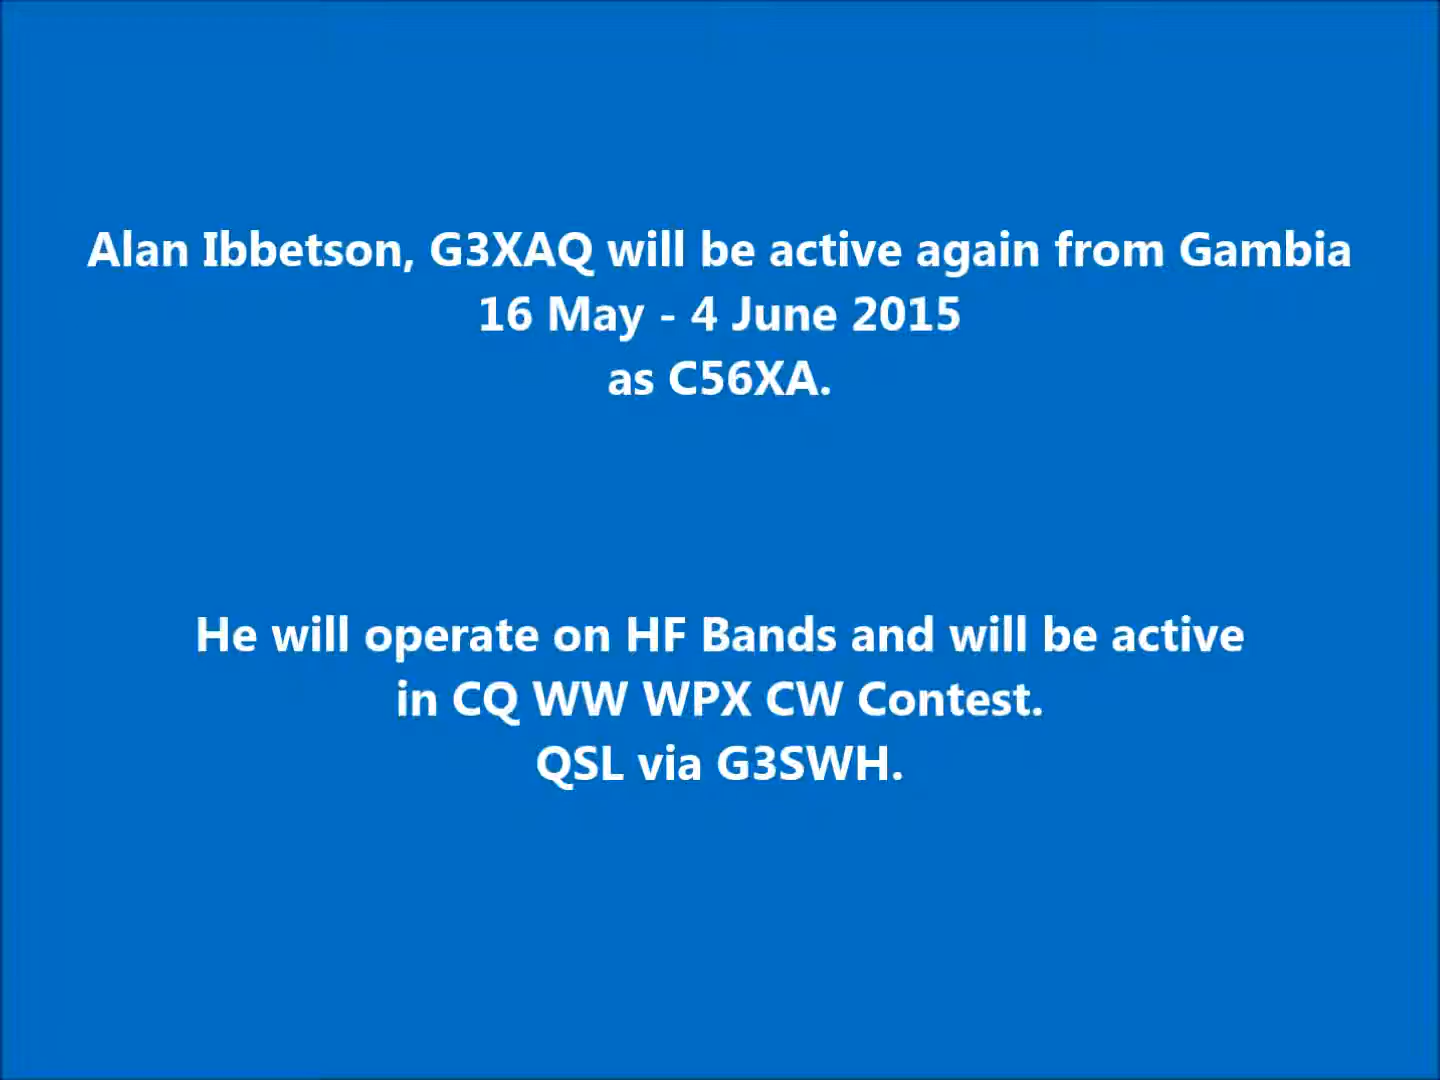 Alan Ibbetson, G3XAQ will be active again from Gambia
16 May - 4 June 2015
as C56XA.
He will operate on HF Bands and will be active
in CQ WW WPX CW Contest.
QSL via G3SWH.